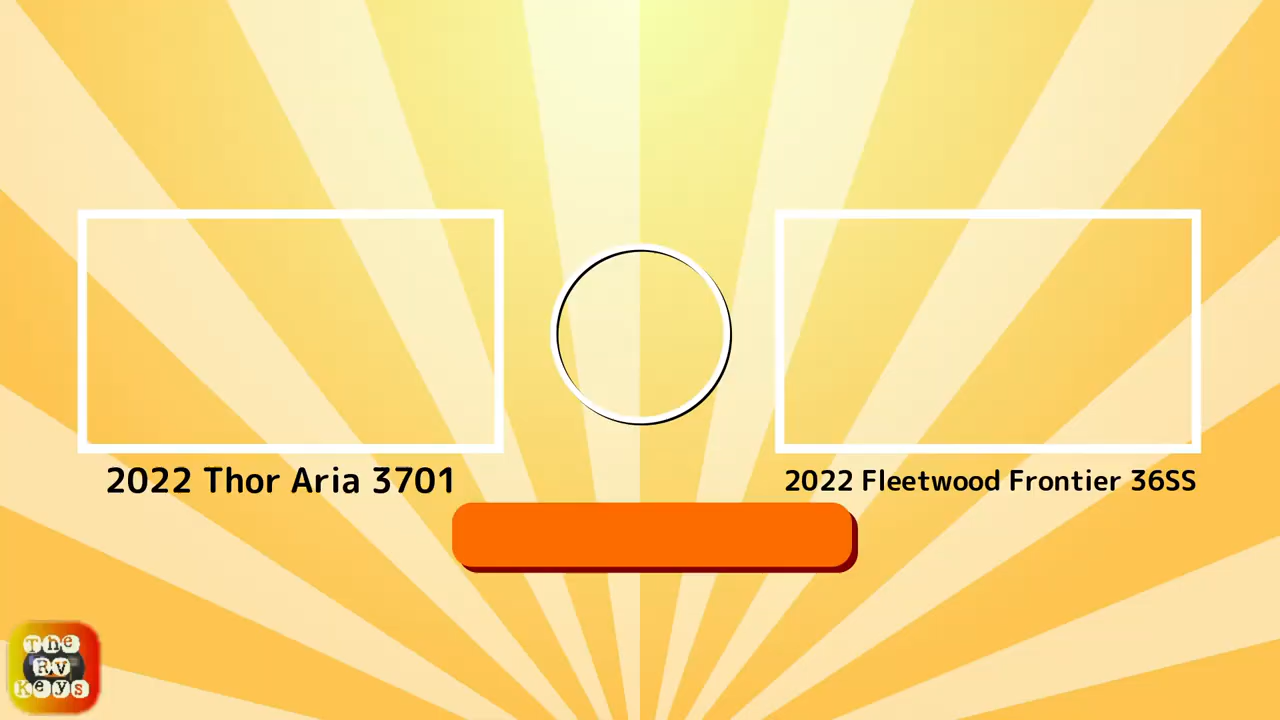 2022 Thor Aria 3701
2022 Fleetwood Frontier 36SS
The
RV
Keys